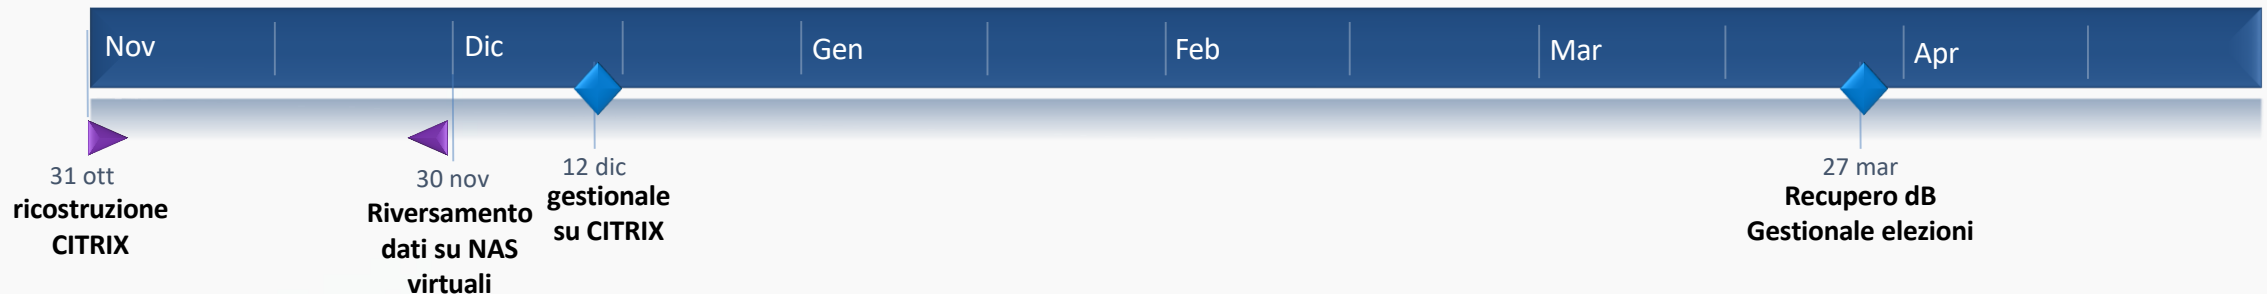 Nov
Dic
Gen
Feb
Mar
Apr
31 ott
ricostruzione
CITRIX
30 nov
Riversamento
dati su NAS
virtuali
12 dic
gestionale
su CITRIX
27 mar
Recupero dB
Gestionale elezioni